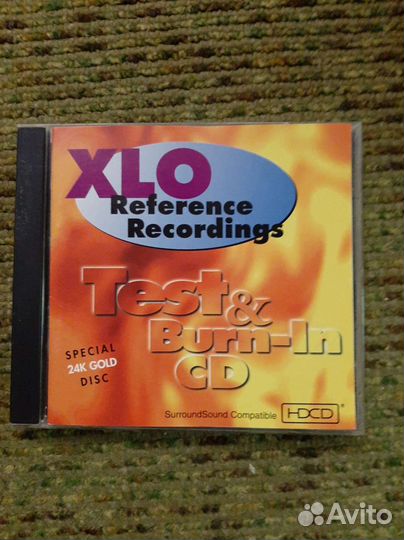 XLO
Reference
Recordings
Test &
Burn-In
CD
SPECIAL
24K GOLD
DISC
SurroundSound Compatible
HDCD®
Avito